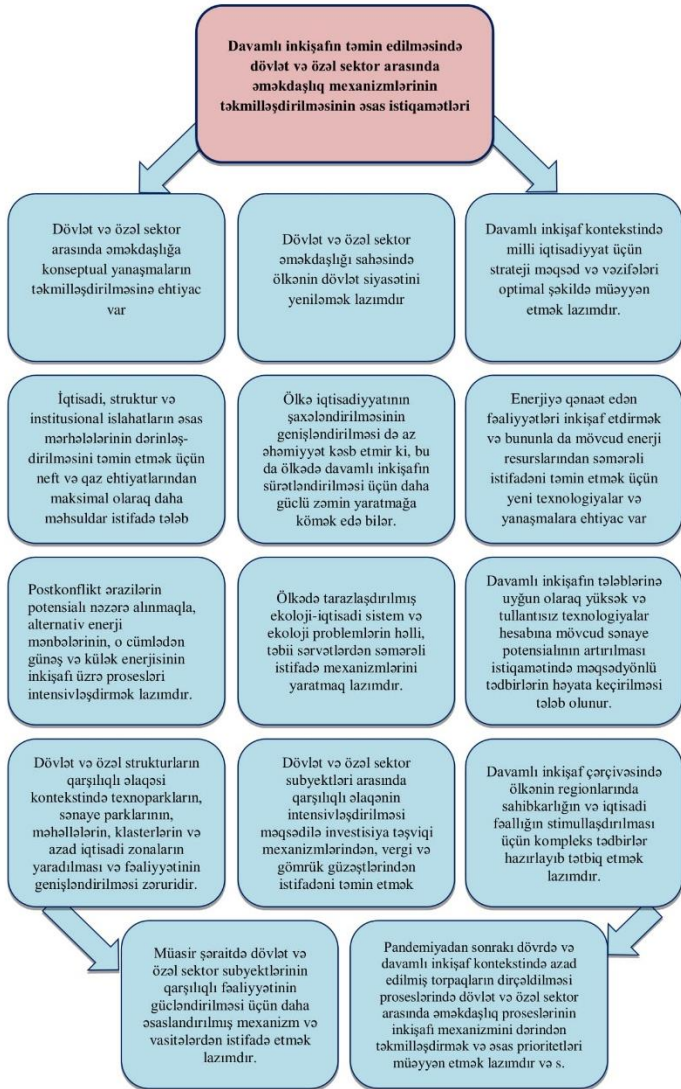 Davamlı inkişafın təmin edilməsində
dövlət və özəl sektor arasında
əməkdaşlıq mexanizmlərinin
təkmilləşdirilməsinin əsas istiqamətləri
Dövlət və özəl sektor
arasında əməkdaşlığa
konseptual yanaşmaların
təkmilləşdirilməsinə ehtiyac
var
Dövlət və özəl sektor
əməkdaşlığı sahəsində
ölkənin dövlət siyasətini
yeniləmək lazımdır
Davamlı inkişaf kontekstində
milli iqtisadiyyat üçün
strateji məqsəd və vəzifələri
optimal şəkildə müəyyən
etmək lazımdır.
İqtisadi, struktur və
institusional islahatların əsas
mərhələlərinin dərinləş-
dirilməsini təmin etmək üçün
neft və qaz ehtiyatlarından
maksimal olaraq daha
məhsuldar istifadə tələb
Ölkə iqtisadiyyatının
şaxələndirilməsinin
genişləndirilməsi də az
əhəmiyyət kəsb etmir ki, bu
da ölkədə davamlı inkişafın
sürətləndirilməsi üçün daha
güclü zəmin yaratmağa
kömək edə bilər.
Enerjiyə qənaət edən
fəaliyyətləri inkişaf etdirmək
və bununla da mövcud enerji
resurslarından səmərəli
istifadəni təmin etmək üçün
yeni texnologiyalar və
yanaşmalara ehtiyac var
Postkonflikt ərazilərin
potensialı nəzərə alınmaqla,
alternativ enerji
mənbələrinin, o cümlədən
günəş və külək enerjisinin
inkişafı üzrə prosesləri
intensivləşdirmək lazımdır.
Ölkədə tarazlaşdırılmış
ekoloji-iqtisadi sistem və
ekoloji problemlərin həlli,
təbii sərvətlərdən səmərəli
istifadə mexanizmlərini
yaratmaq lazımdır.
Davamlı inkişafın tələblərinə
uyğun olaraq yüksək və
tullantısız texnologiyalar
hesabına mövcud sənaye
potensialının artırılması
istiqamətində məqsədyönlü
tədbirlərin həyata keçirilməsi
tələb olunur.
Dövlət və özəl strukturların
qarşılıqlı əlaqəsi
kontekstində texnoparkların,
sənaye parklarının,
məhəllələrin, klasterlərin və
azad iqtisadi zonaların
yaradılması və fəaliyyətinin
genişləndirilməsi zəruridir.
Dövlət və özəl sektor
subyektləri arasında
qarşılıqlı əlaqənin
intensivləşdirilməsi
məqsədilə investisiya təşviqi
mexanizmlərindən, vergi və
gömrük güzəştlərindən
istifadəni təmin etmək
Davamlı inkişaf çərçivəsində
ölkənin regionlarında
sahibkarlığın və iqtisadi
fəallığın stimullaşdırılması
üçün kompleks tədbirlər
hazırlayıb tətbiq etmək
lazımdır.
Müasir şəraitdə dövlət və
özəl sektor subyektlərinin
qarşılıqlı fəaliyyətinin
gücləndirilməsi üçün daha
əsaslandırılmış mexanizm və
vasitələrdən istifadə etmək
lazımdır.
Pandemiyadan sonrakı dövrdə və
davamlı inkişaf kontekstində azad
edilmiş torpaqların dirçəldilməsi
proseslərində dövlət və özəl sektor
arasında əməkdaşlıq proseslərinin
inkişafı mexanizmini dərindən
təkmilləşdirmək və əsas prioritetləri
müəyyən etmək lazımdır və s.